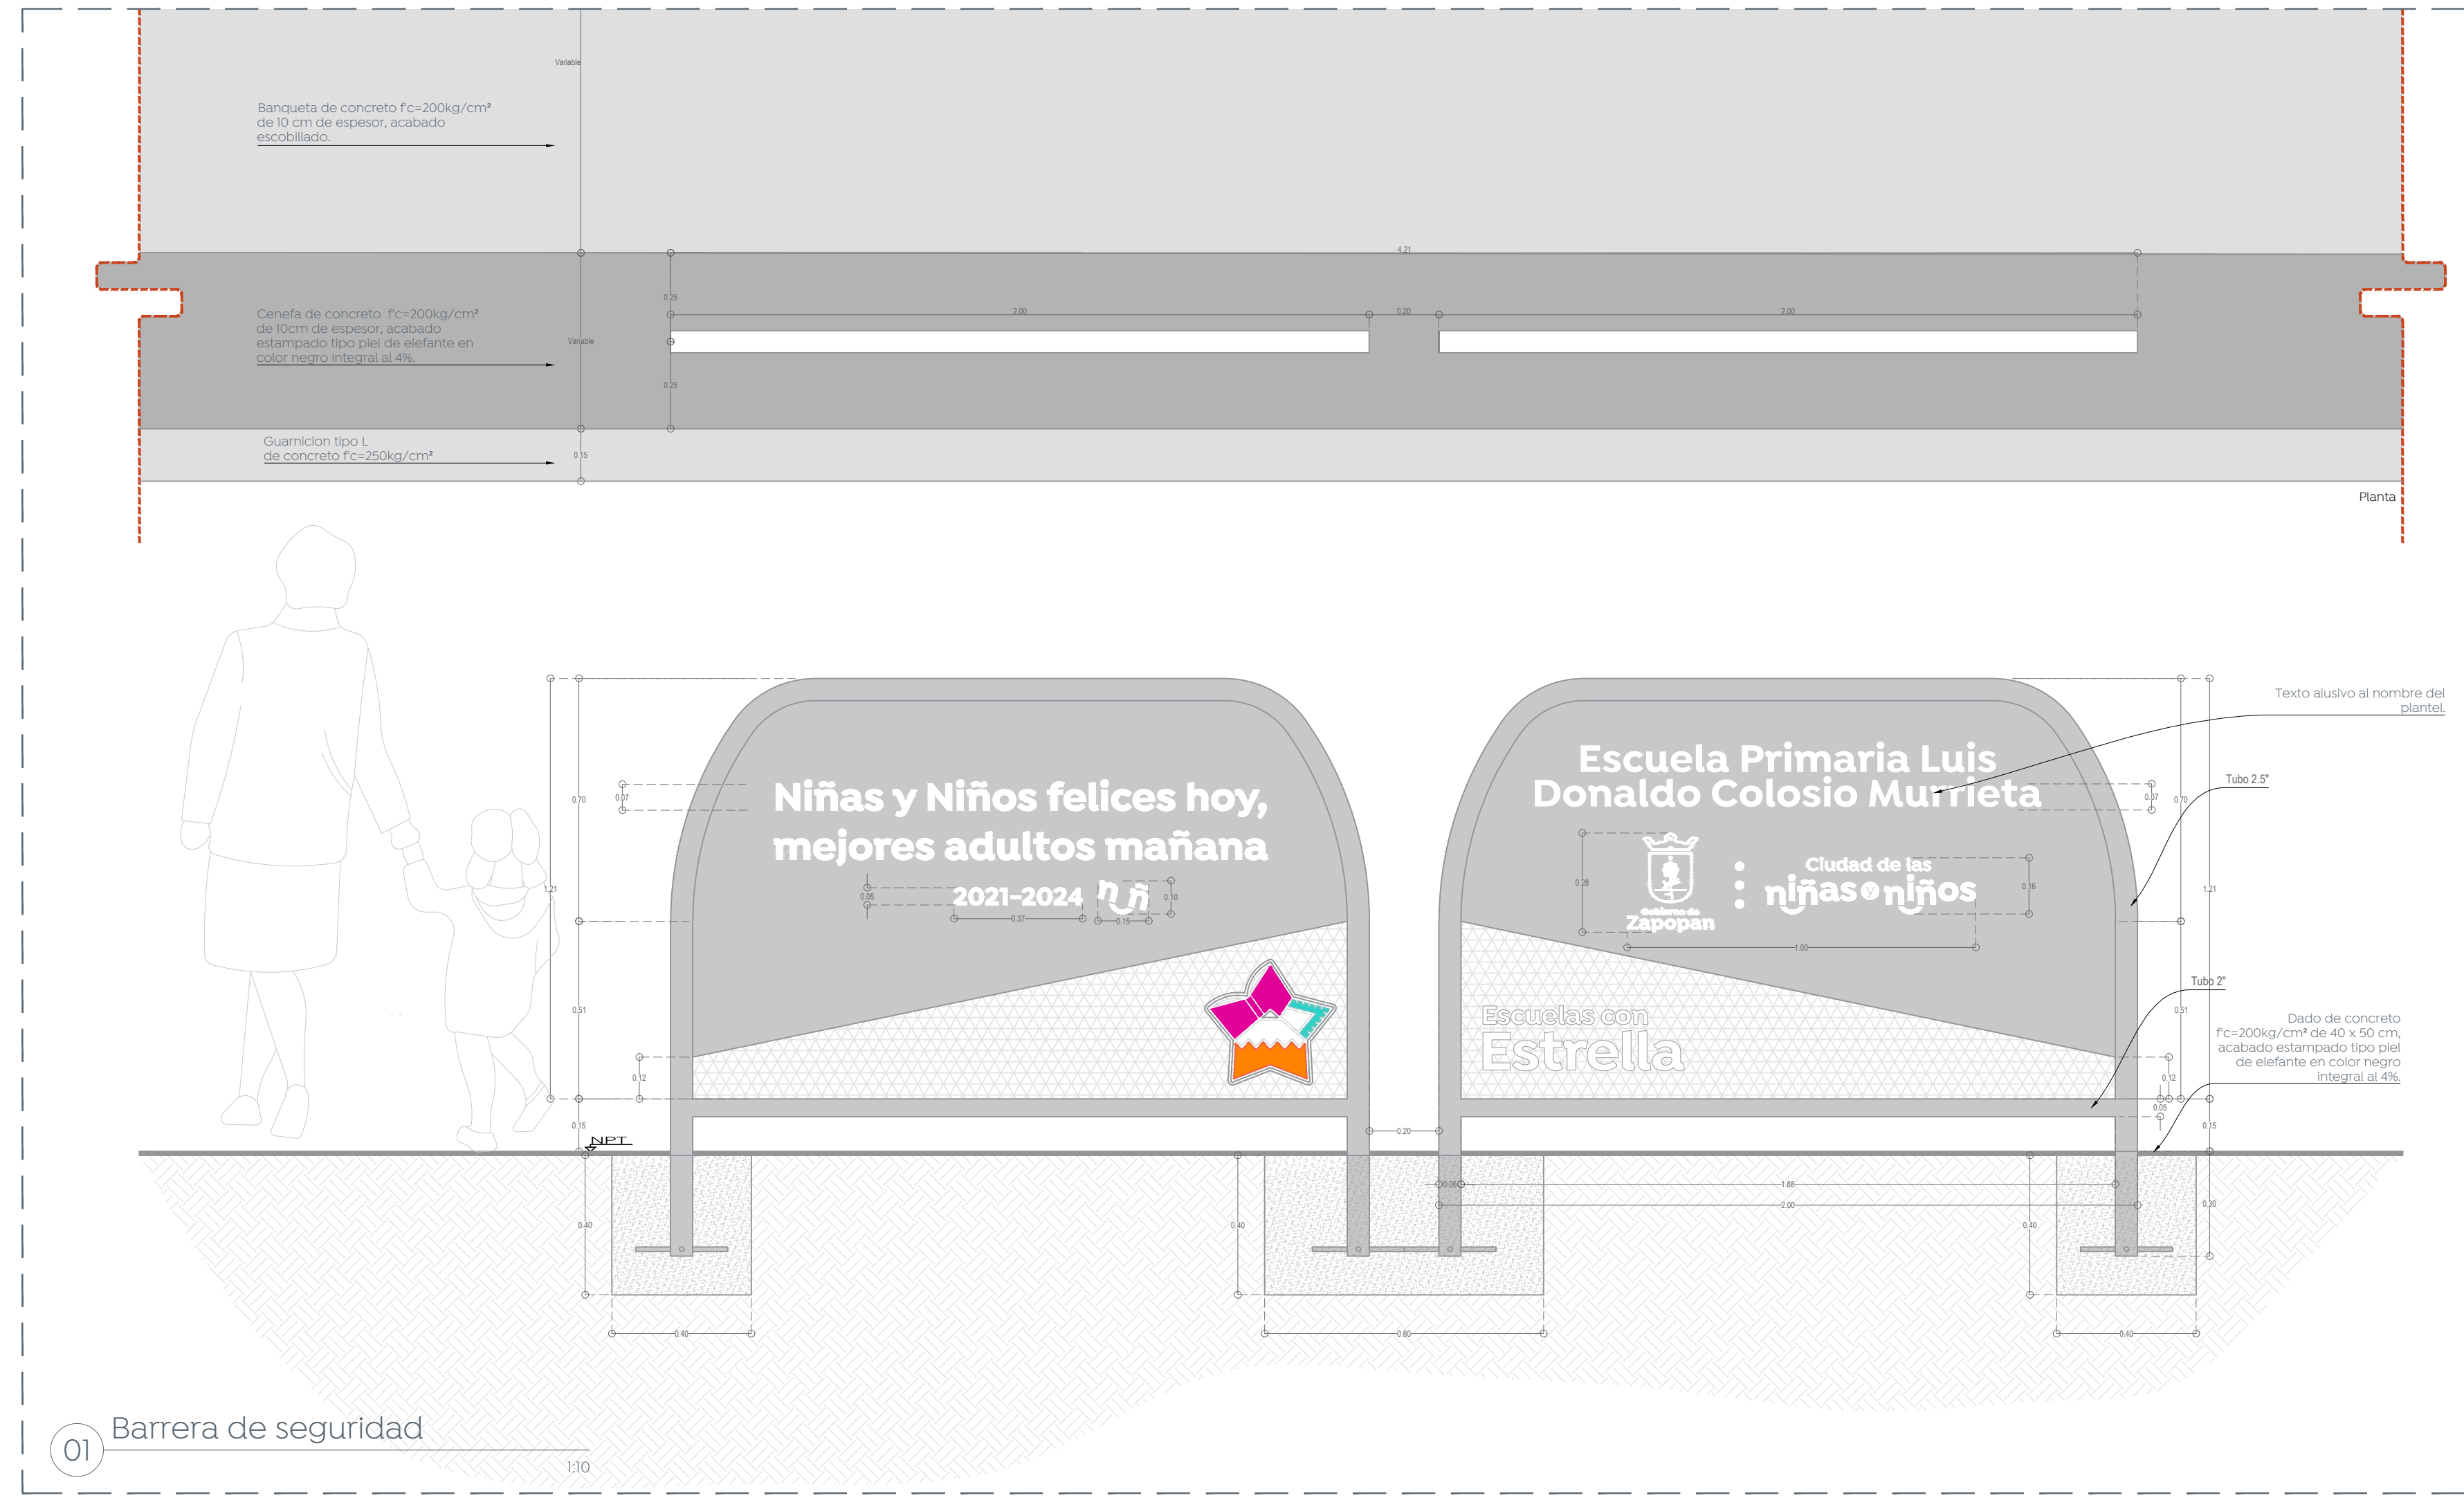 Variable
Banqueta de concreto f'c=200kg/cm²
de 10 cm de espesor, acabado
escobillado.
4.21
0.25
2.00
0.20
2.00
Cenefa de concreto f'c=200kg/cm²
de 10cm de espesor, acabado
estampado tipo piel de elefante en
color negro integral al 4%.
Variable
0.25
Guarnicion tipo L
de concreto f'c=250kg/cm²
0.15
Planta
Texto alusivo al nombre del
plantel.
Escuela Primaria Luis
Donaldo Colosio Murrieta
Niñas y Niños felices hoy,
mejores adultos mañana
2021-2024
nñ
0.70
0.07
0.07
0.70
Tubo 2.5"
0.05
0.37
0.15
0.10
0.28
Gobierno de
Zapopan
Ciudad de las
niñas y niños
0.16
1.00
1.21
1.21
0.51
0.51
Tubo 2"
Escuelas con
Estrella
Dado de concreto
f'c=200kg/cm² de 40 x 50 cm,
acabado estampado tipo piel
de elefante en color negro
integral al 4%.
0.12
0.12
0.05
0.15
0.15
NPT
0.20
0.06
1.88
2.00
0.30
0.40
0.40
0.40
0.40
0.80
0.40
01
Barrera de seguridad
1:10